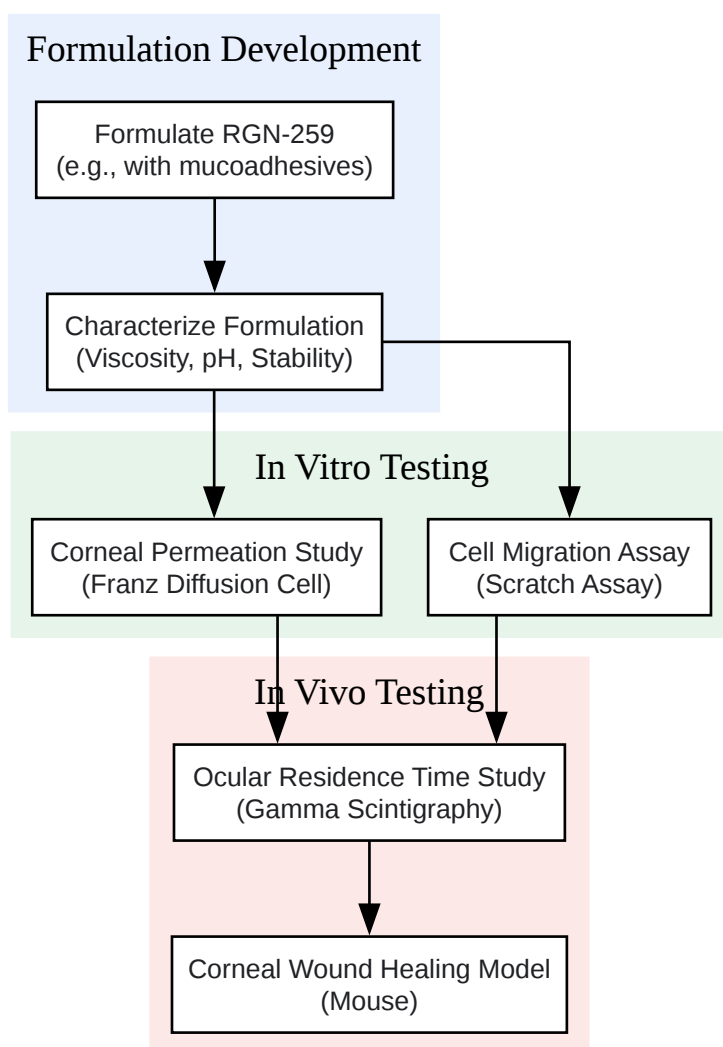 Formulation Development
Formulate RGN-259
(e.g., with mucoadhesives)
Characterize Formulation
(Viscosity, pH, Stability)
In Vitro Testing
Corneal Permeation Study
(Franz Diffusion Cell)
Cell Migration Assay
(Scratch Assay)
In Vivo Testing
Ocular Residence Time Study
(Gamma Scintigraphy)
Corneal Wound Healing Model
(Mouse)